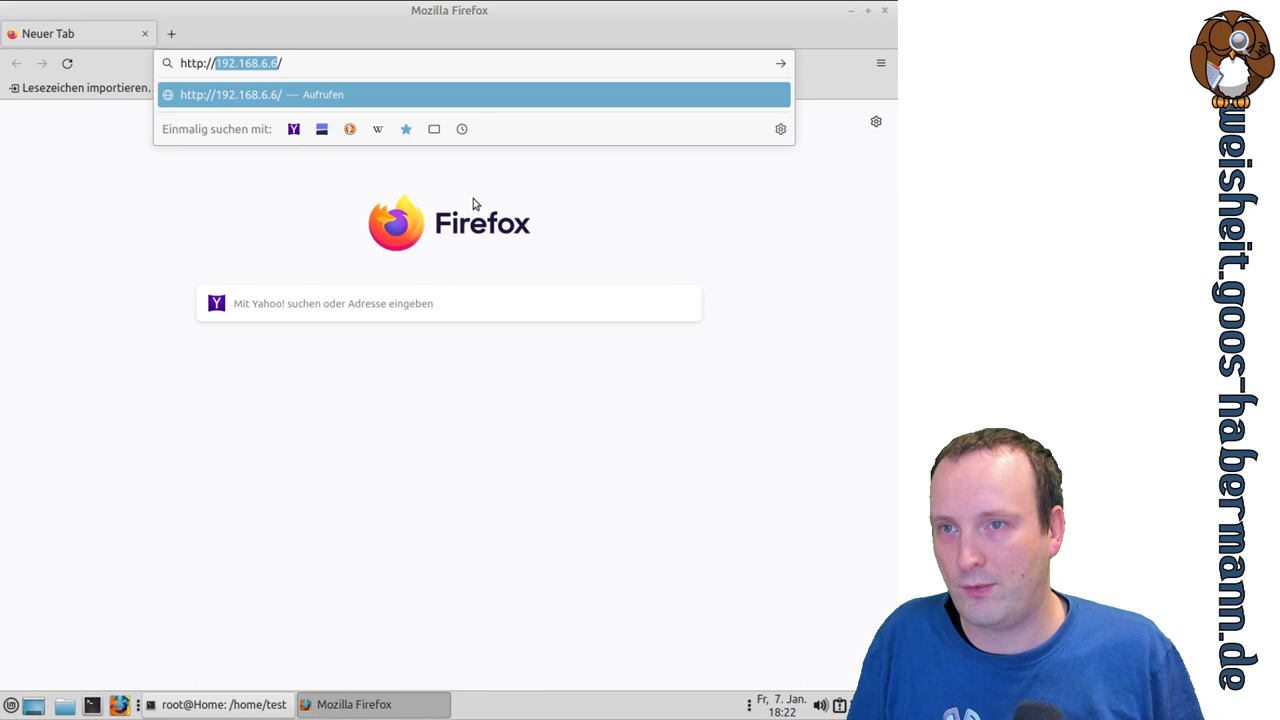 Mozilla Firefox
Neuer Tab
http://192.168.6.6/
Lesezeichen importieren.
http://192.168.6.6/ — Aufrufen
Einmalig suchen mit:
Firefox
Mit Yahoo! suchen oder Adresse eingeben
root@Home: /home/test
Mozilla Firefox
Fr, 7. Jan.
18:22
weisheit.goos-habermann.de